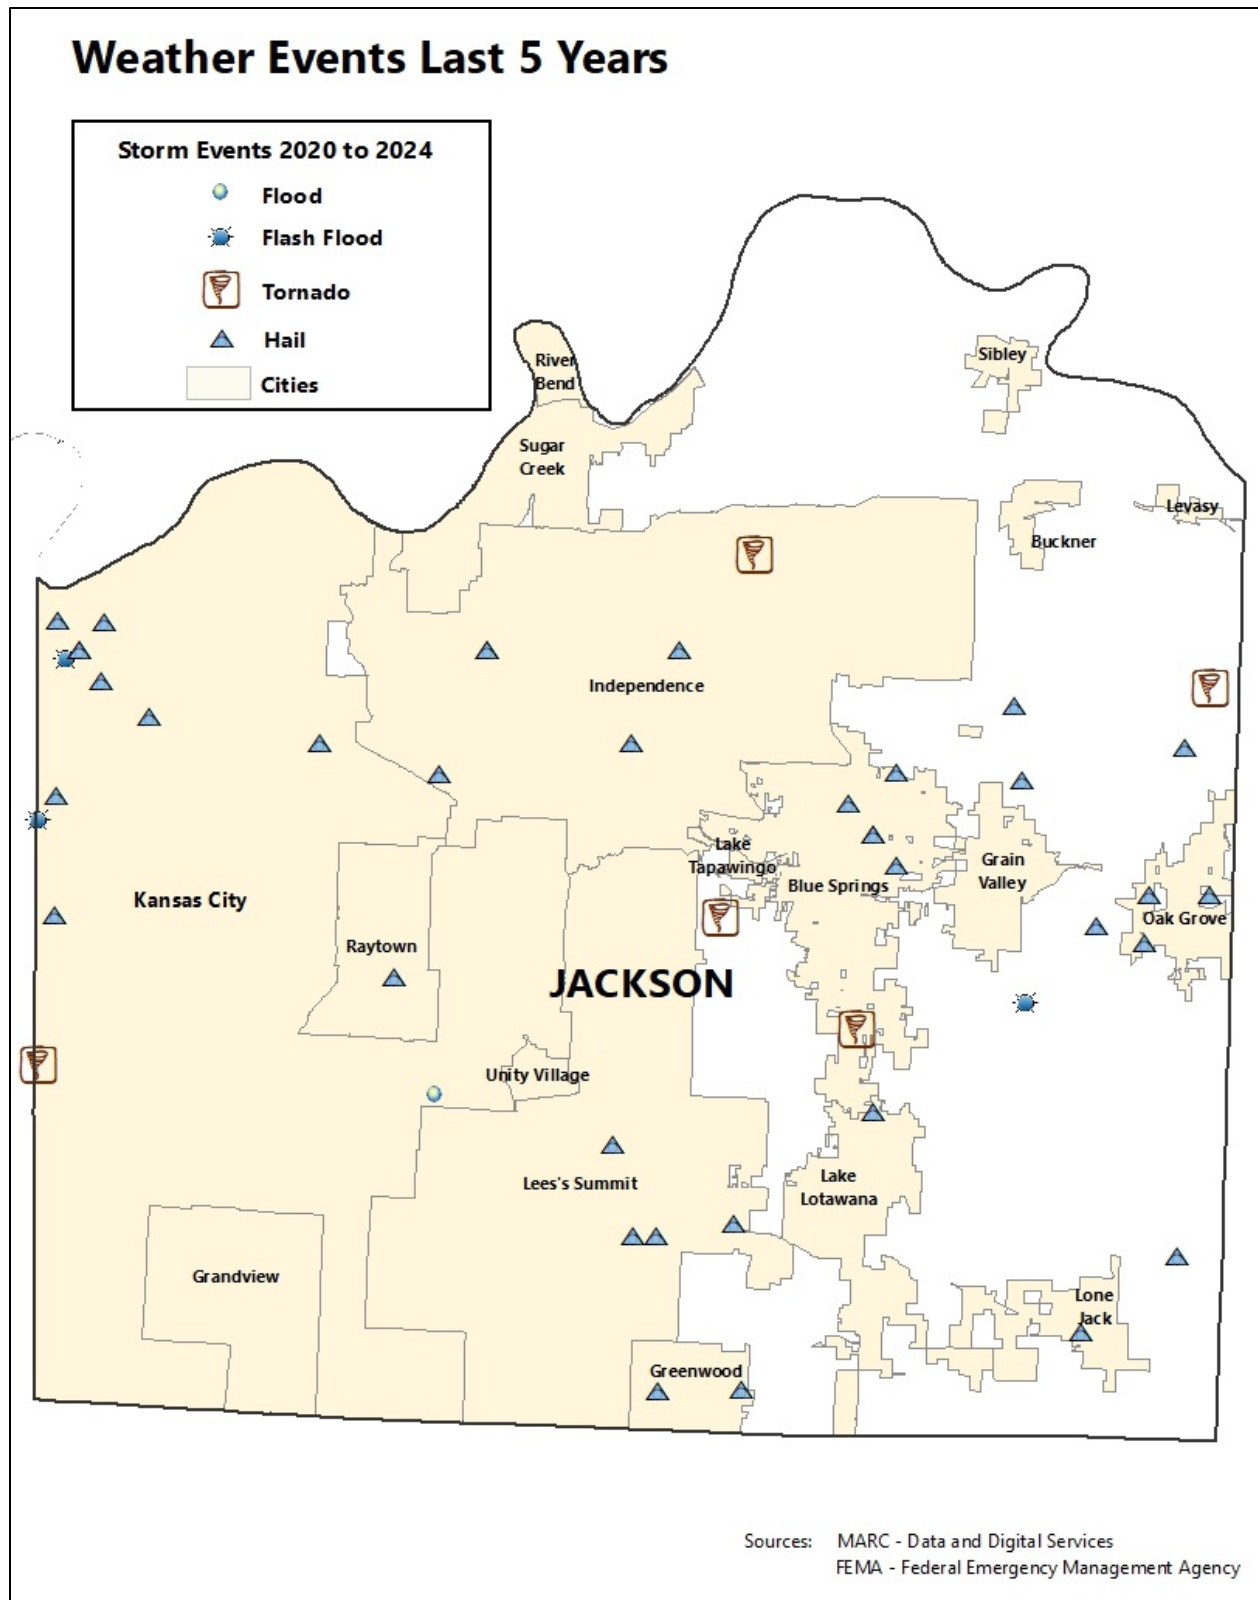 Weather Events Last 5 Years
Storm Events 2020 to 2024
Flood
Flash Flood
Tornado
Hail
Cities
River
Bend
Sibley
Sugar
Creek
Levasy
Buckner
Independence
Lake
Tapawingo
Blue Springs
Grain
Valley
Kansas City
Oak Grove
Raytown
JACKSON
Unity Village
Lees's Summit
Lake
Lotawana
Grandview
Lone
Jack
Greenwood
Sources: MARC - Data and Digital Services
FEMA - Federal Emergency Management Agency